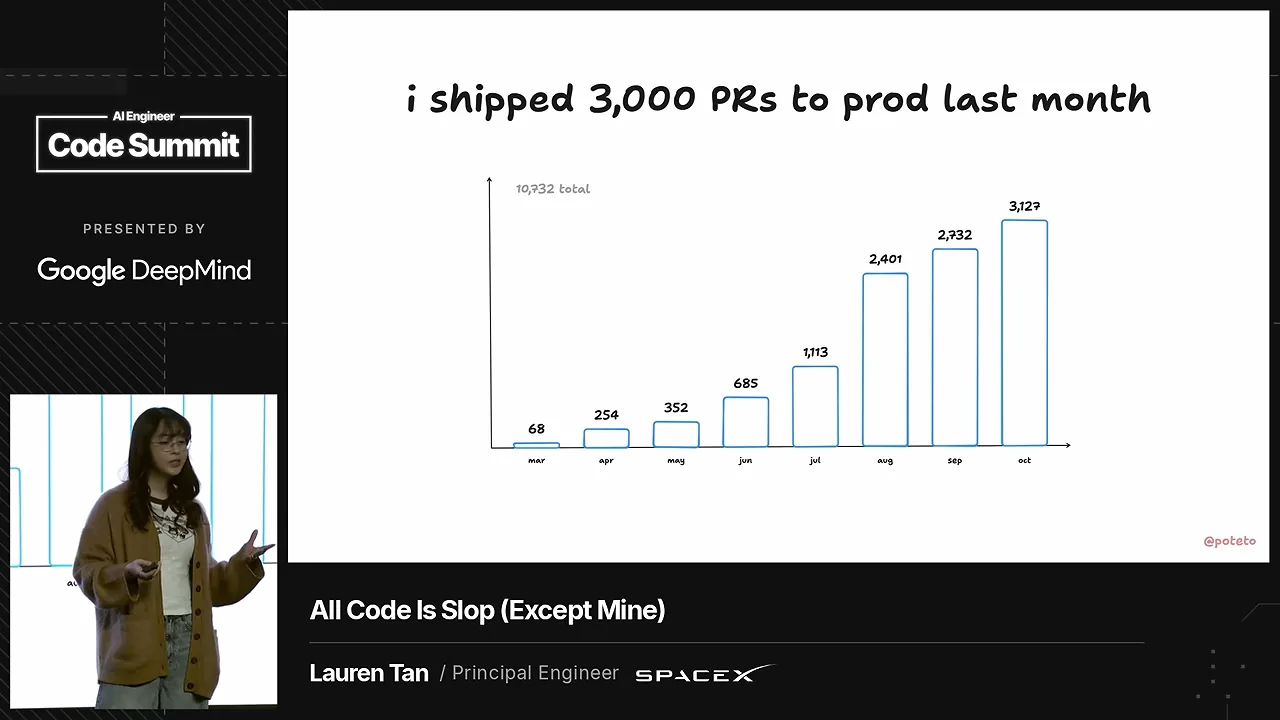 AI Engineer
Code Summit
PRESENTED BY
Google DeepMind
i shipped 3,000 PRs to prod last month
10,732 total
3,127
2,732
2,401
1,113
685
352
254
68
mar apr may jun jul aug sep oct
@poteto
All Code Is Slop (Except Mine)
Lauren Tan / Principal Engineer SPACEX